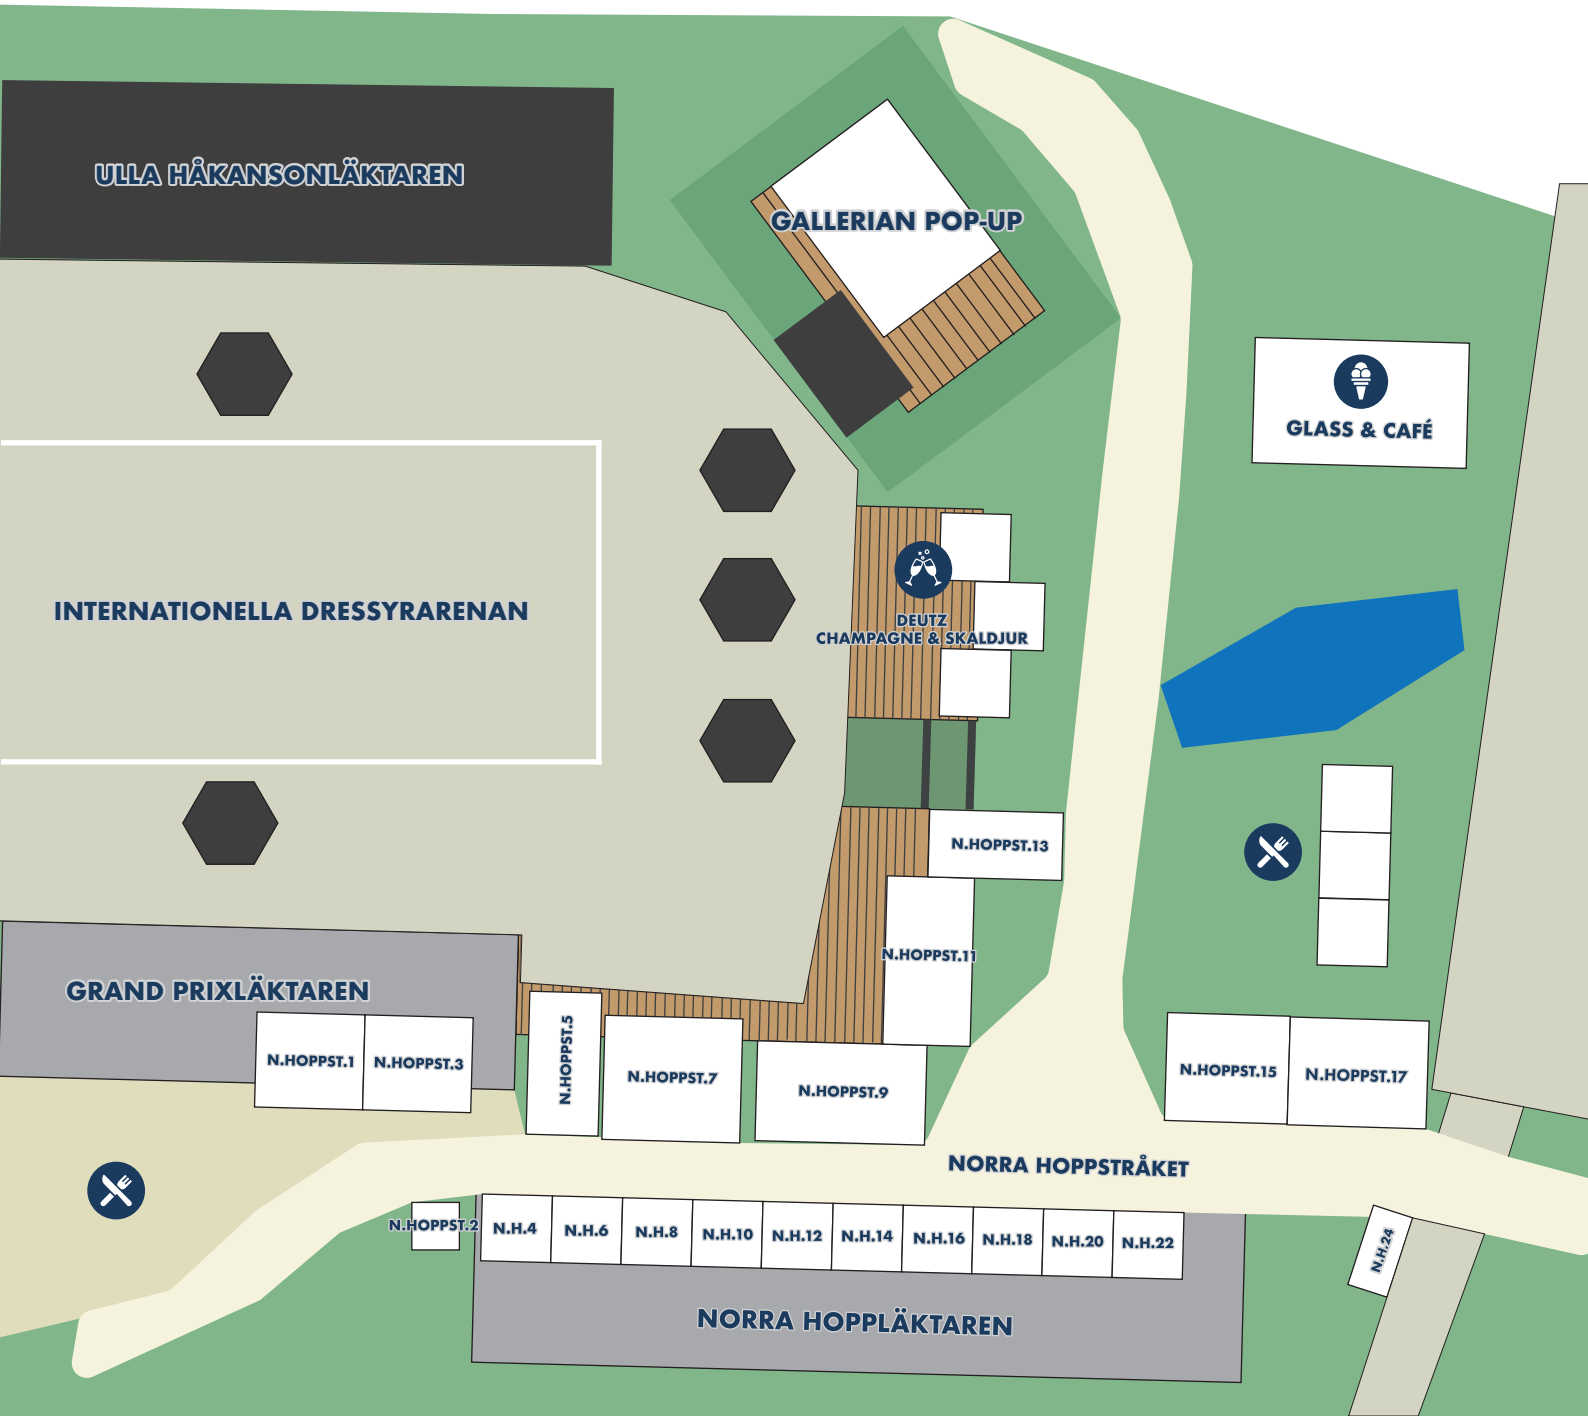 ULLA HÅKANSONLÄKTAREN
GALLERIAN POP-UP
GLASS & CAFÉ
INTERNATIONELLA DRESSYRARENAN
DEUTZ
CHAMPAGNE & SKALDJUR
N.HOPPST.13
N.HOPPST.11
GRAND PRIXLÄKTAREN
N.HOPPST.1
N.HOPPST.3
N.HOPPST.5
N.HOPPST.7
N.HOPPST.9
N.HOPPST.15
N.HOPPST.17
NORRA HOPPSTRÅKET
N.HOPPST.2
N.H.4
N.H.6
N.H.8
N.H.10
N.H.12
N.H.14
N.H.16
N.H.18
N.H.20
N.H.22
N.H.24
NORRA HOPPLÄKTAREN